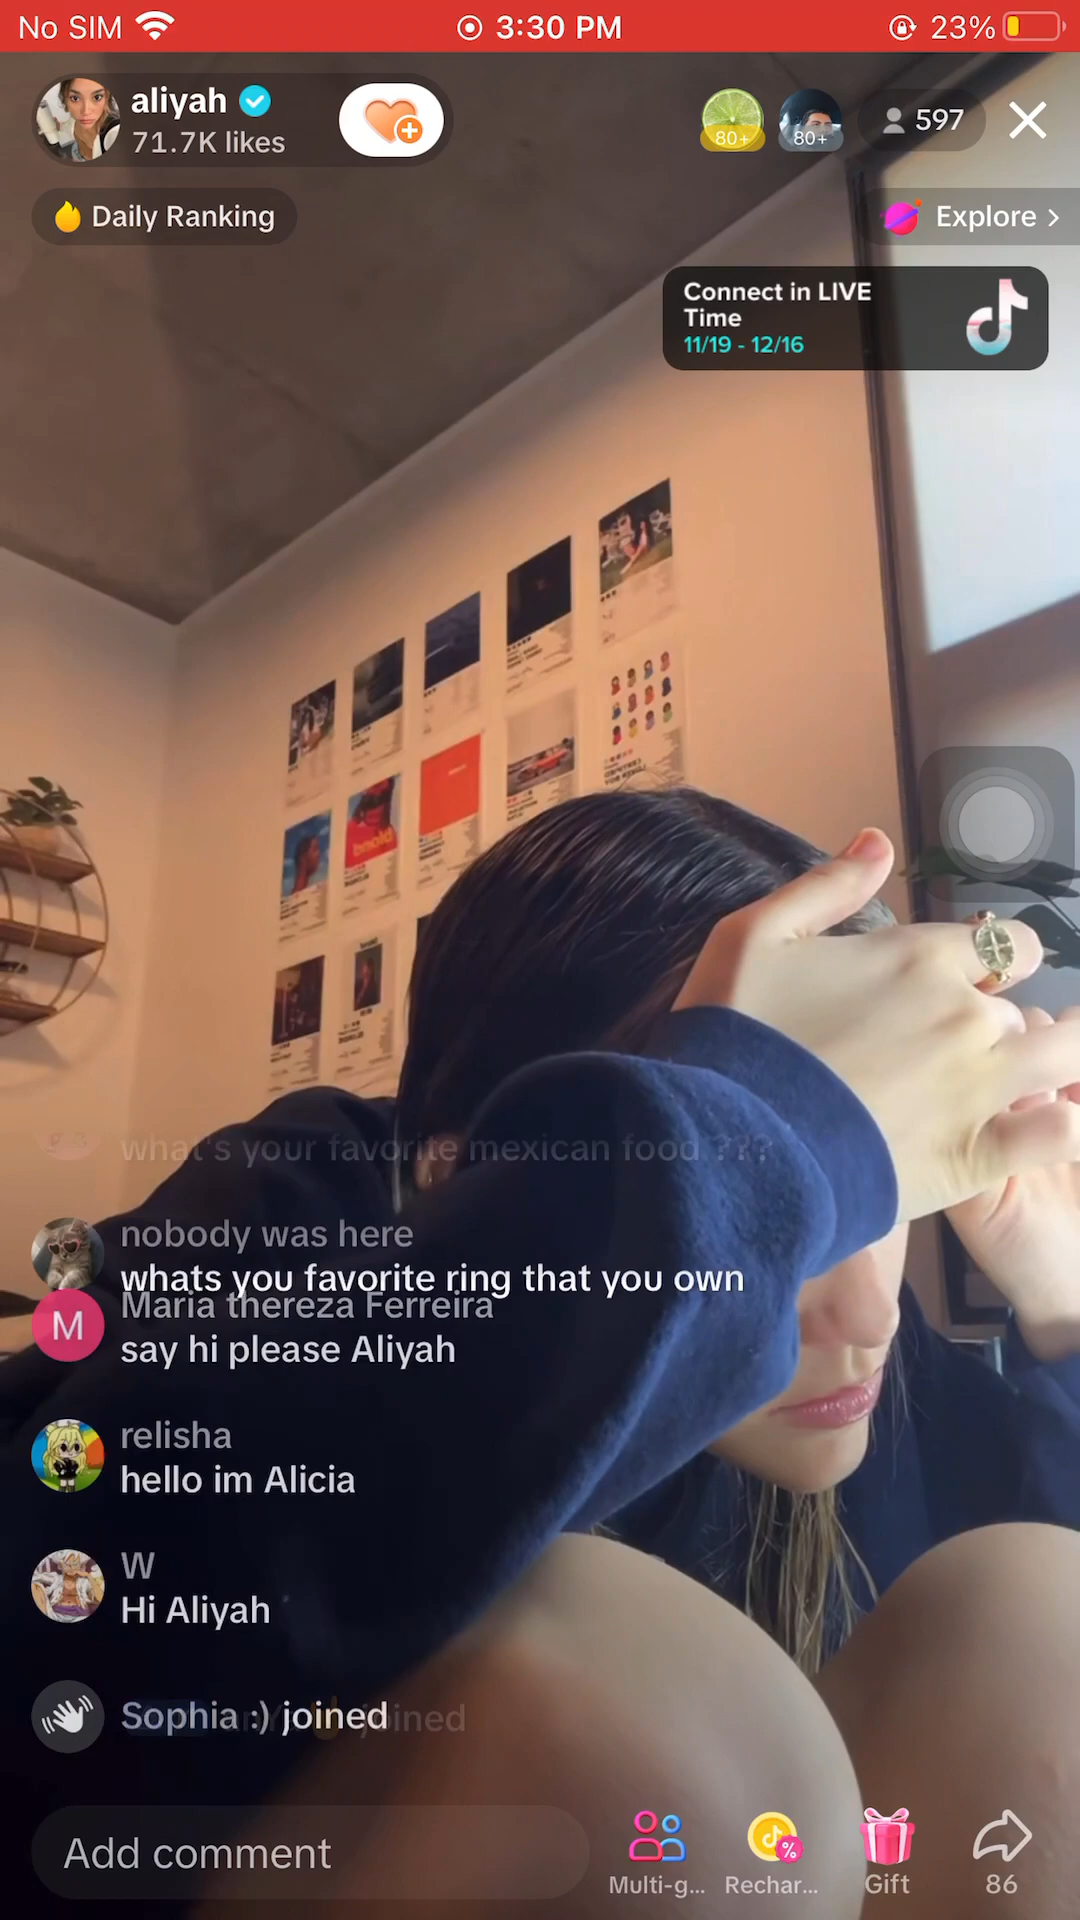 No SIM
3:30 PM
23%
aliyah
71.7K likes
80+
80+
597
Daily Ranking
Explore >
Connect in LIVE
Time
11/19 - 12/16
what's your favorite mexican food ???
nobody was here
whats you favorite ring that you own
M
Maria thereza Ferreira
say hi please Aliyah
relisha
hello im Alicia
W
Hi Aliyah
Sophia :) joined
joined
Add comment
Multi-g...
Rechar...
Gift
86